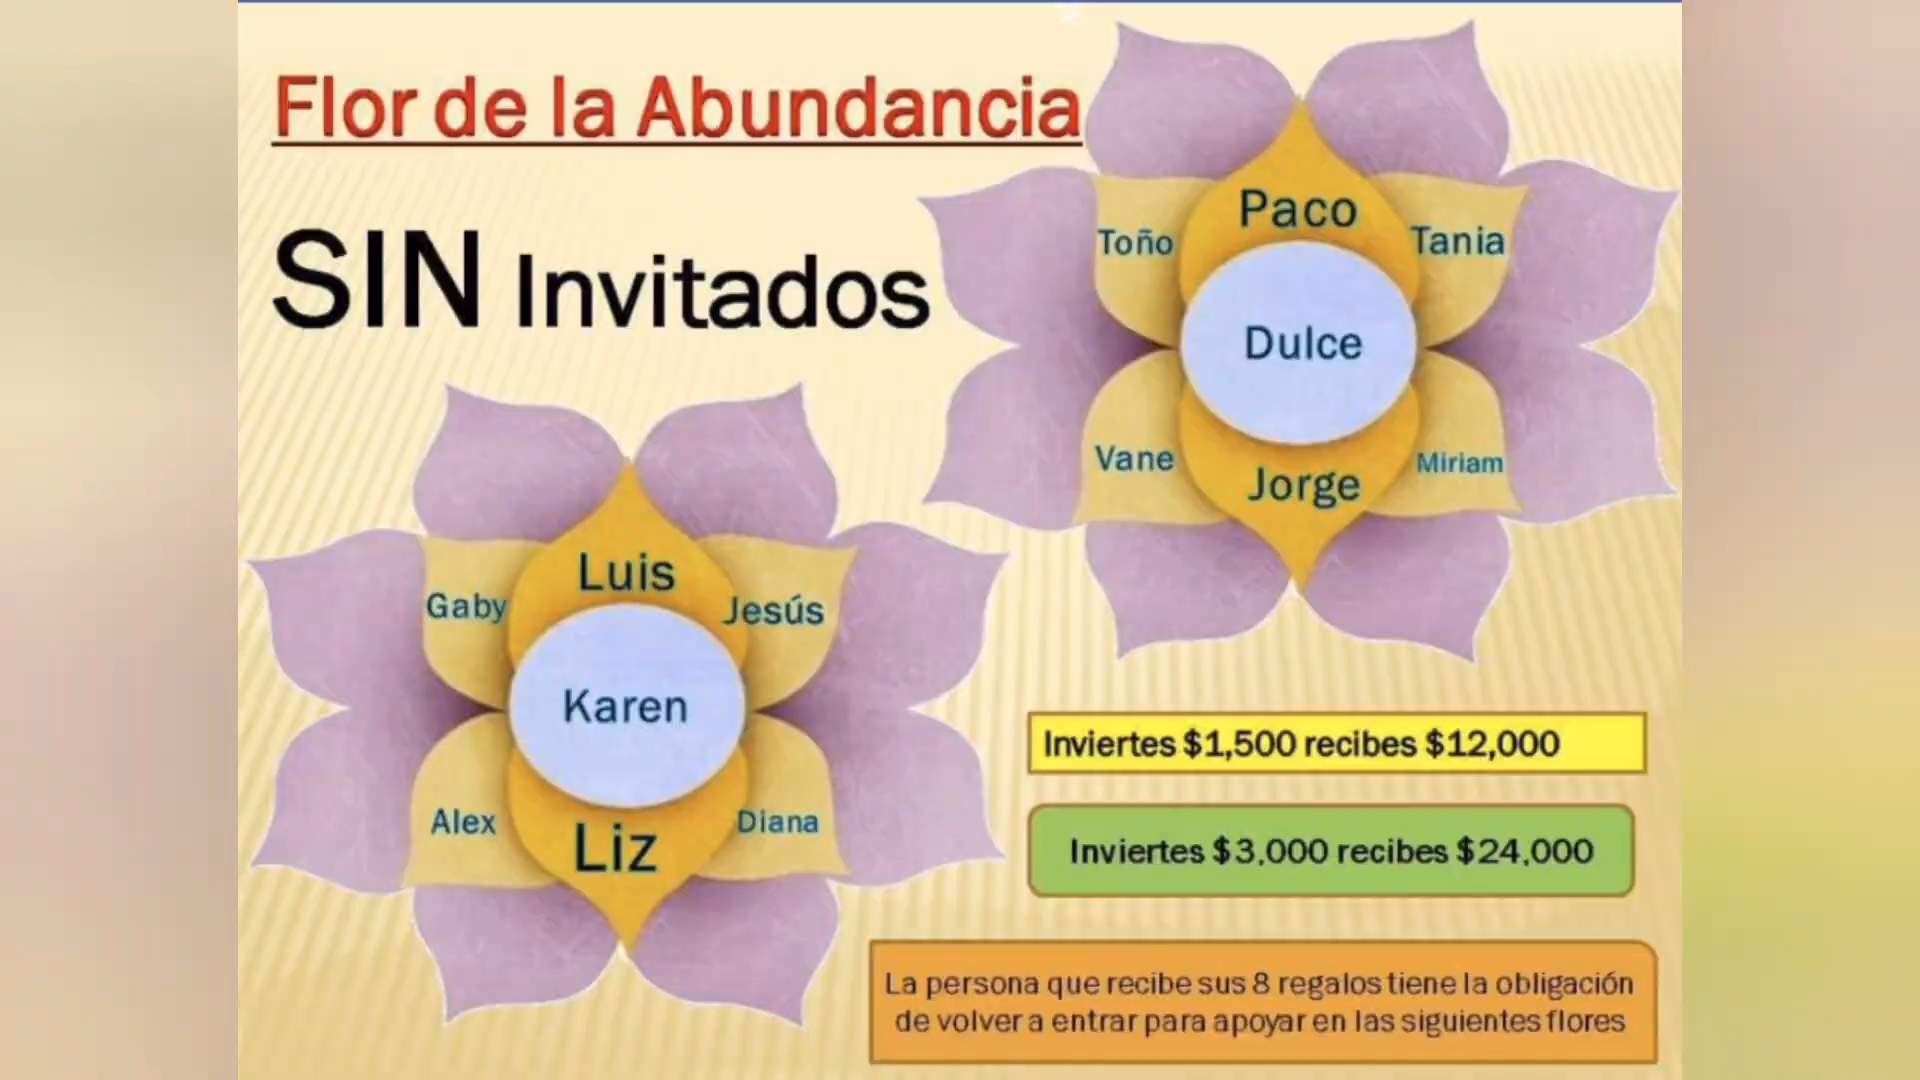 Flor de la Abundancia
SIN Invitados
Paco
Toño
Tania
Dulce
Vane
Miriam
Jorge
Luis
Gaby
Jesús
Karen
Alex
Diana
Liz
Inviertes $1,500 recibes $12,000
Inviertes $3,000 recibes $24,000
La persona que recibe sus 8 regalos tiene la obligación
de volver a entrar para apoyar en las siguientes flores